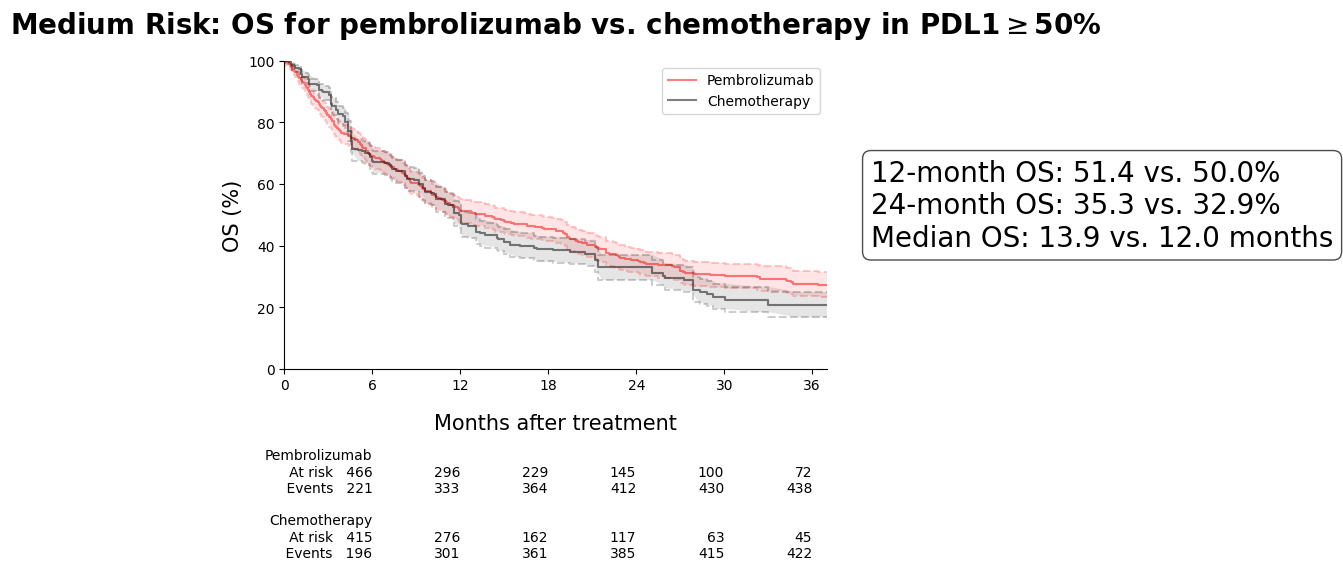 Medium Risk: OS for pembrolizumab vs. chemotherapy in PDL1 ≥ 50%
100
80
60
40
20
0
OS (%)
Pembrolizumab
Chemotherapy
0 6 12 18 24 30 36
Months after treatment
12-month OS: 51.4 vs. 50.0%
24-month OS: 35.3 vs. 32.9%
Median OS: 13.9 vs. 12.0 months
Pembrolizumab
At risk 466 296 229 145 100 72
Events 221 333 364 412 430 438
Chemotherapy
At risk 415 276 162 117 63 45
Events 196 301 361 385 415 422